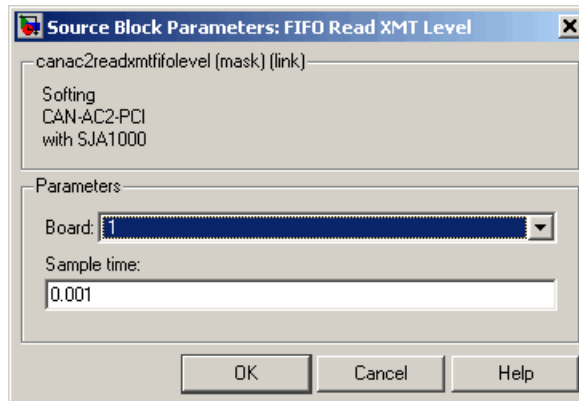 Source Block Parameters: FIFO Read XMT Level
canac2readxmtfifolevel (mask) (link)
Softing
CAN-AC2-PCI
with SJA1000
Parameters
Board: 1
Sample time:
0.001
OK Cancel Help